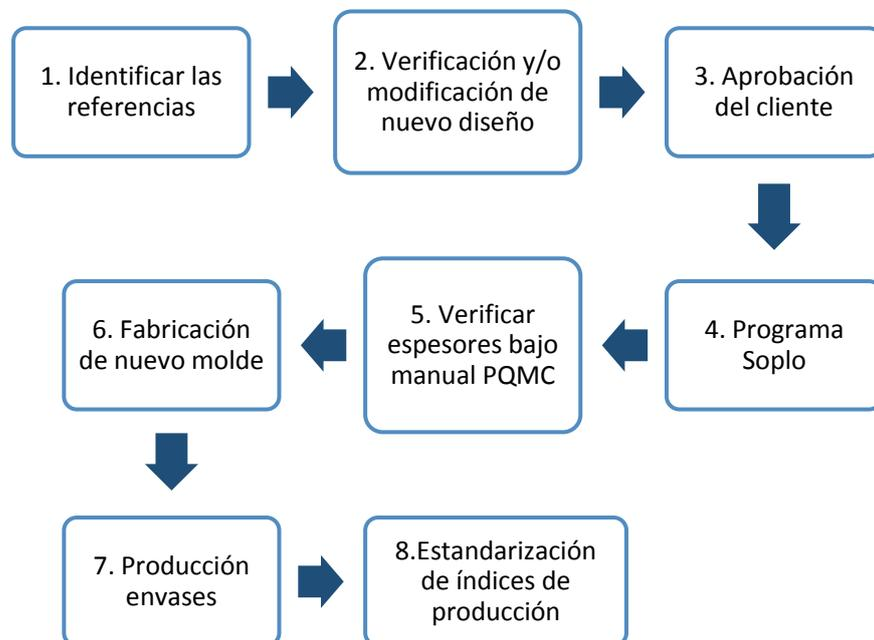 1. Identificar las
referencias
2. Verificación y/o
modificación de
nuevo diseño
3. Aprobación
del cliente
4. Programa
Soplo
5. Verificar
espesores bajo
manual PQMC
6. Fabricación
de nuevo molde
7. Producción
envases
8.Estandarización
de índices de
producción